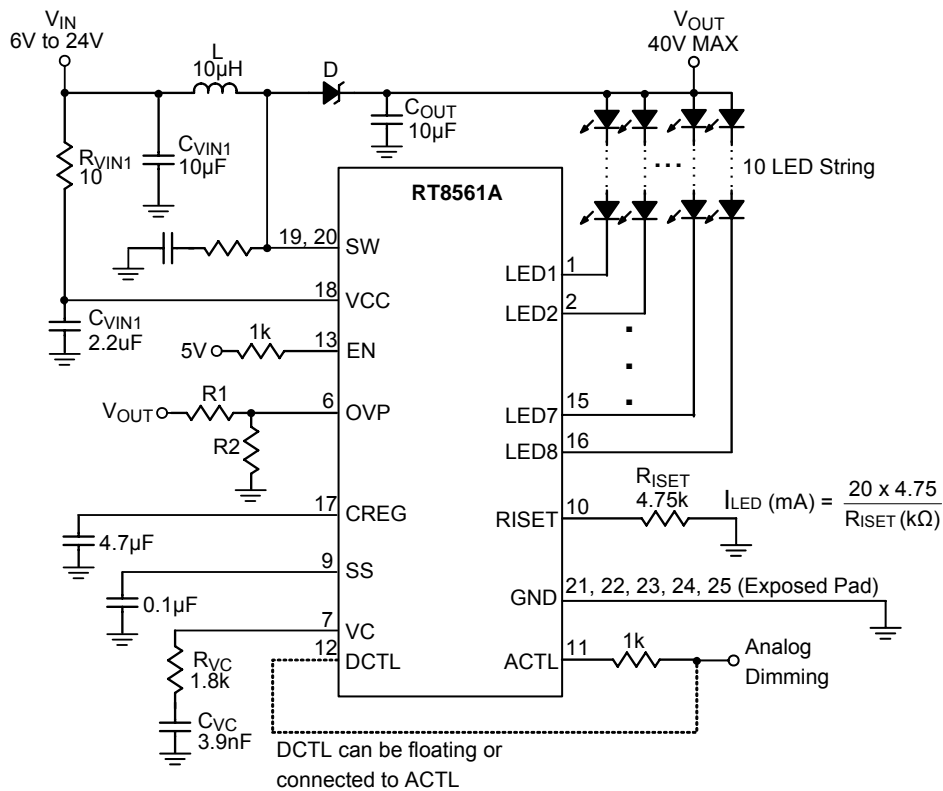 VIN
6V to 24V
VOUT
40V MAX
L
10µH
D
COUT
10µF
CVIN1
10µF
RVIN1
10
10 LED String
RT8561A
19, 20
SW
LED1
1
LED2
2
18
VCC
CVIN1
2.2uF
1k
5V
13
EN
R1
VOUT
6
OVP
R2
LED7
15
LED8
16
17
CREG
4.7µF
RISET
4.75k
RISET
10
ILED (mA) = 20 x 4.75
RISET (kΩ)
9
SS
0.1µF
GND
21, 22, 23, 24, 25 (Exposed Pad)
7
VC
12
DCTL
RVC
1.8k
CVC
3.9nF
ACTL
11
1k
Analog
Dimming
DCTL can be floating or
connected to ACTL